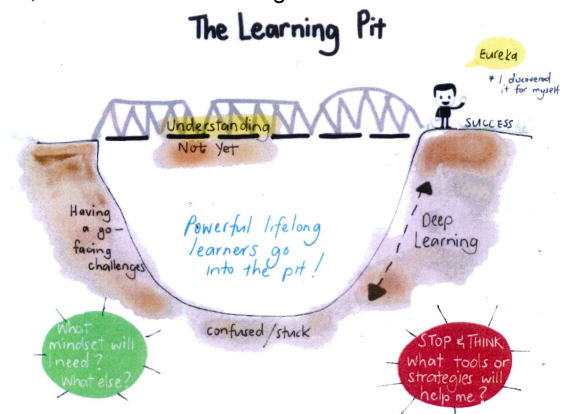 The Learning Pit
Eureka
* I discovered
it for myself
SUCCESS
Understanding
Not Yet
Having
a go-
facing
challenges
Powerful lifelong
learners go
into the pit!
Deep
Learning
confused/stuck
What
mindset will
I need?
What else?
STOP & THINK
What tools or
strategies will
help me?